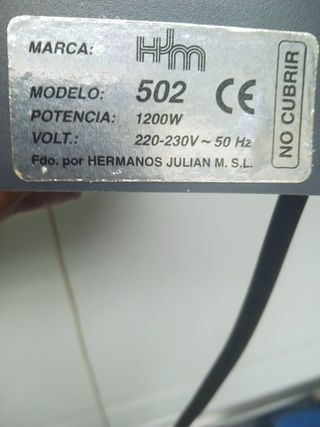 MARCA: HJM
MODELO: 502 CE
POTENCIA: 1200W
VOLT.: 220-230V ~ 50 Hz
Fdo. por HERMANOS JULIAN M. S.L.
NO CUBRIR